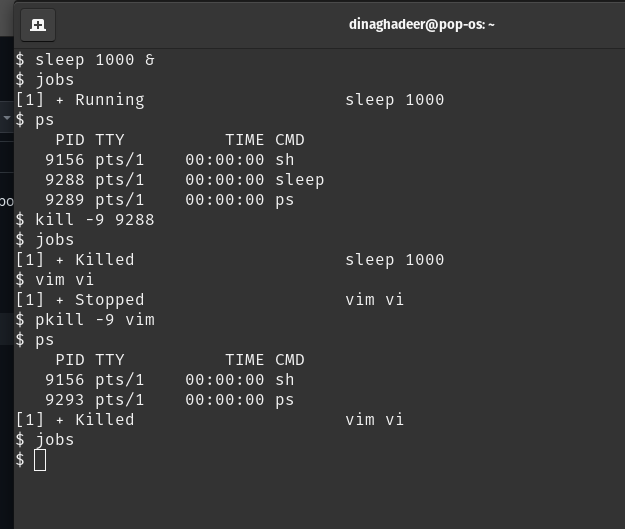 dinaghadeer@pop-os: ~
$ sleep 1000 &
$ jobs
[1] + Running                    sleep 1000
$ ps
    PID TTY          TIME CMD
   9156 pts/1    00:00:00 sh
   9288 pts/1    00:00:00 sleep
   9289 pts/1    00:00:00 ps
$ kill -9 9288
$ jobs
[1] + Killed                     sleep 1000
$ vim vi
[1] + Stopped                    vim vi
$ pkill -9 vim
$ ps
    PID TTY          TIME CMD
   9156 pts/1    00:00:00 sh
   9293 pts/1    00:00:00 ps
[1] + Killed                     vim vi
$ jobs
$